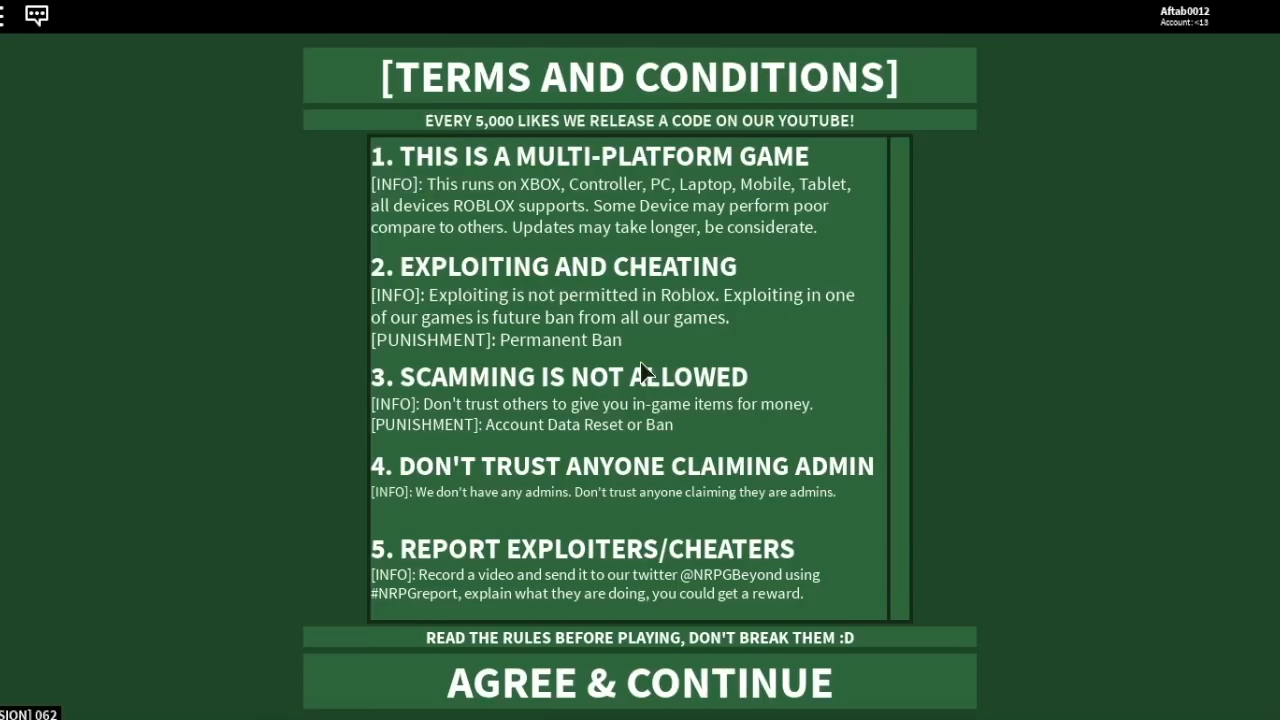 Aftab0012
Account: <13
[TERMS AND CONDITIONS]
EVERY 5,000 LIKES WE RELEASE A CODE ON OUR YOUTUBE!
1. THIS IS A MULTI-PLATFORM GAME
[INFO]: This runs on XBOX, Controller, PC, Laptop, Mobile, Tablet,
all devices ROBLOX supports. Some Device may perform poor
compare to others. Updates may take longer, be considerate.
2. EXPLOITING AND CHEATING
[INFO]: Exploiting is not permitted in Roblox. Exploiting in one
of our games is future ban from all our games.
[PUNISHMENT]: Permanent Ban
3. SCAMMING IS NOT ALLOWED
[INFO]: Don't trust others to give you in-game items for money.
[PUNISHMENT]: Account Data Reset or Ban
4. DON'T TRUST ANYONE CLAIMING ADMIN
[INFO]: We don't have any admins. Don't trust anyone claiming they are admins.
5. REPORT EXPLOITERS/CHEATERS
[INFO]: Record a video and send it to our twitter @NRPGBeyond using
#NRPGreport, explain what they are doing, you could get a reward.
READ THE RULES BEFORE PLAYING, DON'T BREAK THEM :D
AGREE & CONTINUE
SION] 062